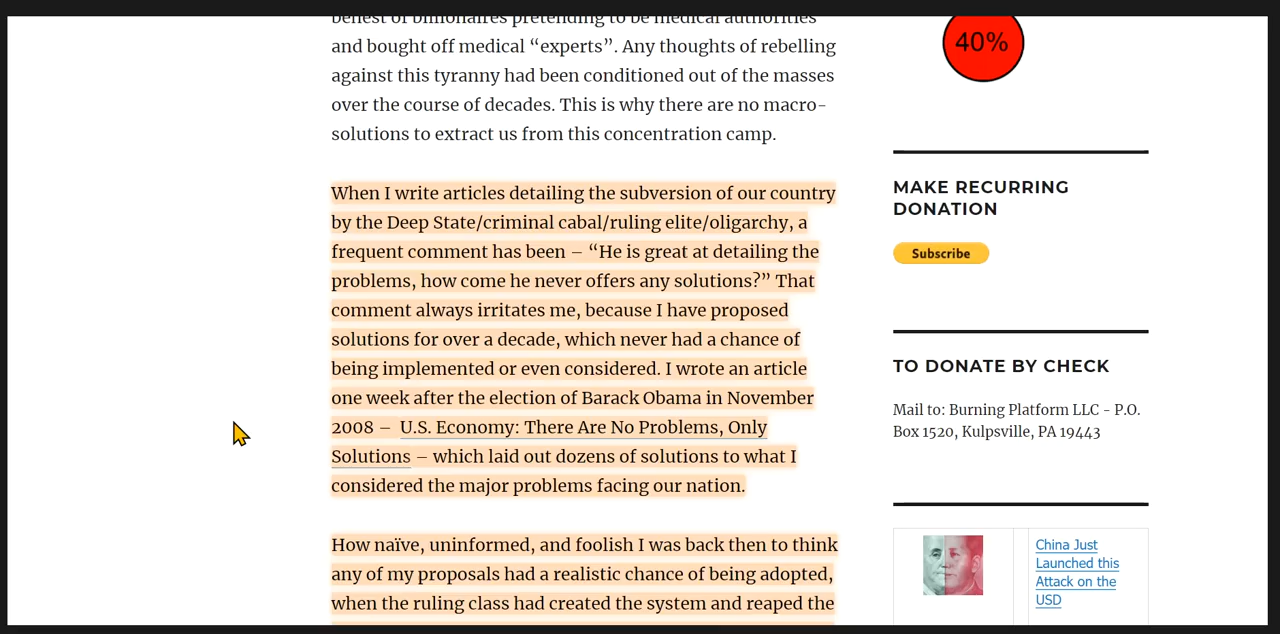 benest of billionaires pretending to be medical authorities
and bought off medical “experts”. Any thoughts of rebelling
against this tyranny had been conditioned out of the masses
over the course of decades. This is why there are no macro-
solutions to extract us from this concentration camp.
When I write articles detailing the subversion of our country
by the Deep State/criminal cabal/ruling elite/oligarchy, a
frequent comment has been – “He is great at detailing the
problems, how come he never offers any solutions?” That
comment always irritates me, because I have proposed
solutions for over a decade, which never had a chance of
being implemented or even considered. I wrote an article
one week after the election of Barack Obama in November
2008 – U.S. Economy: There Are No Problems, Only
Solutions – which laid out dozens of solutions to what I
considered the major problems facing our nation.
How naïve, uninformed, and foolish I was back then to think
any of my proposals had a realistic chance of being adopted,
when the ruling class had created the system and reaped the
40%
MAKE RECURRING
DONATION
Subscribe
TO DONATE BY CHECK
Mail to: Burning Platform LLC - P.O.
Box 1520, Kulpsville, PA 19443
China Just
Launched this
Attack on the
USD